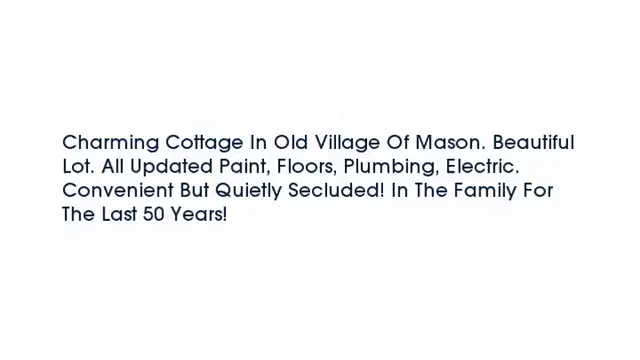 Charming Cottage In Old Village Of Mason. Beautiful
Lot. All Updated Paint, Floors, Plumbing, Electric.
Convenient But Quietly Secluded! In The Family For
The Last 50 Years!